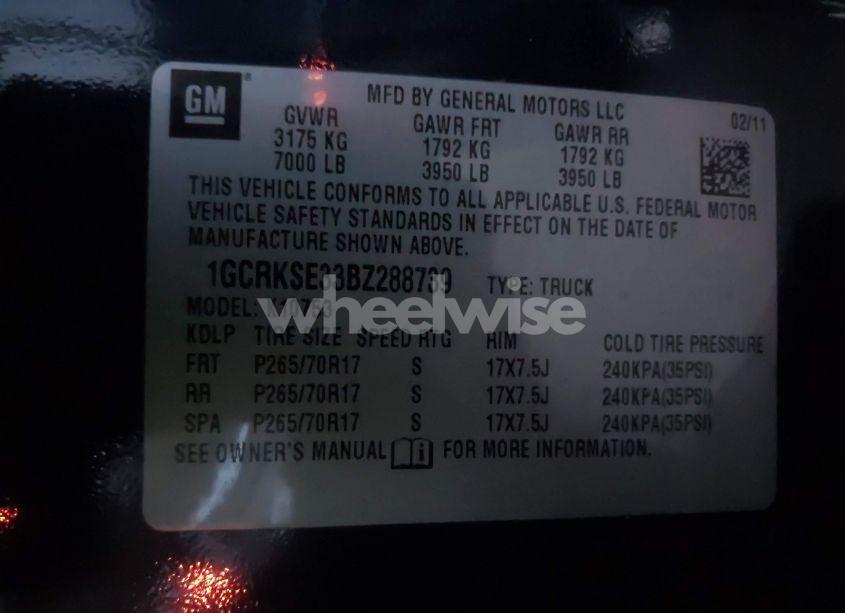 GM
MFD BY GENERAL MOTORS LLC
02/11
GVWR GAWR FRT GAWR RR
3175 KG 1792 KG 1792 KG
7000 LB 3950 LB 3950 LB
THIS VEHICLE CONFORMS TO ALL APPLICABLE U.S. FEDERAL MOTOR
VEHICLE SAFETY STANDARDS IN EFFECT ON THE DATE OF
MANUFACTURE SHOWN ABOVE.
1GCRKSE33BZ288739 TYPE: TRUCK
wheelwise
MODEL:
KDLP TIRE SIZE SPEED RTG RIM COLD TIRE PRESSURE
FRT P265/70R17 S 17X7.5J 240KPA(35PSI)
RR P265/70R17 S 17X7.5J 240KPA(35PSI)
SPA P265/70R17 S 17X7.5J 240KPA(35PSI)
SEE OWNER'S MANUAL FOR MORE INFORMATION.